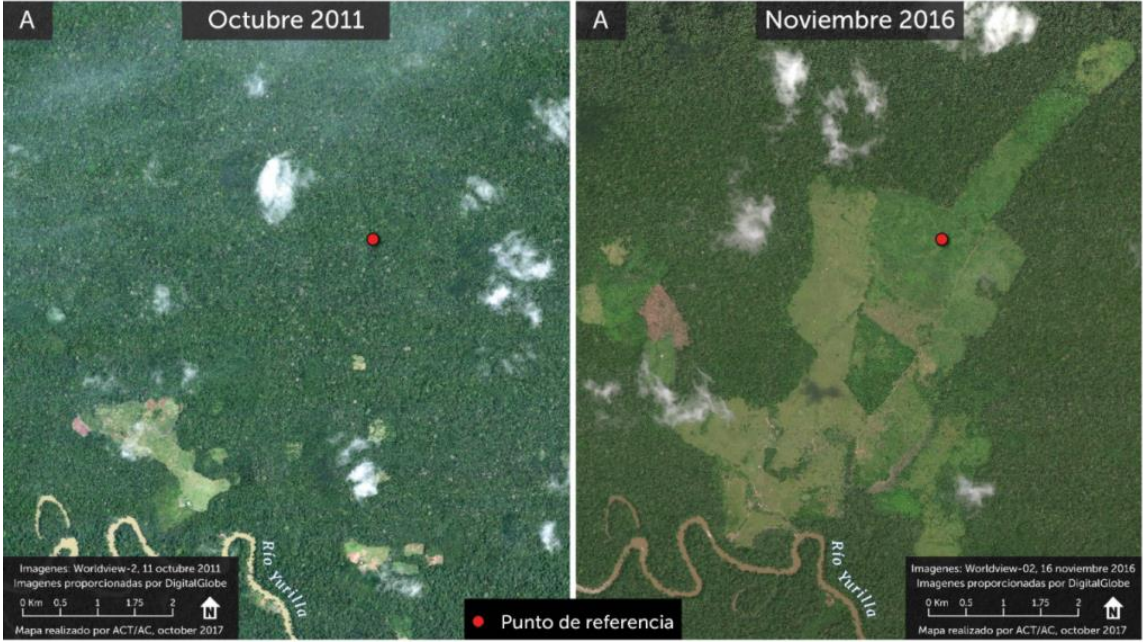 A
Octubre 2011
Río Yurilla
Imagenes: Worldview-2, 11 octubre 2011
Imagenes proporcionadas por DigitalGlobe
0 Km 0.5 1 1.75 2
N
Mapa realizado por ACT/AC, october 2017
A
Noviembre 2016
Río Yurilla
Imagenes: Worldview-02, 16 noviembre 2016
Imagenes proporcionadas por DigitalGlobe
0 Km 0.5 1 1.75 2
N
Mapa realizado por ACT/AC, october 2017
Punto de referencia